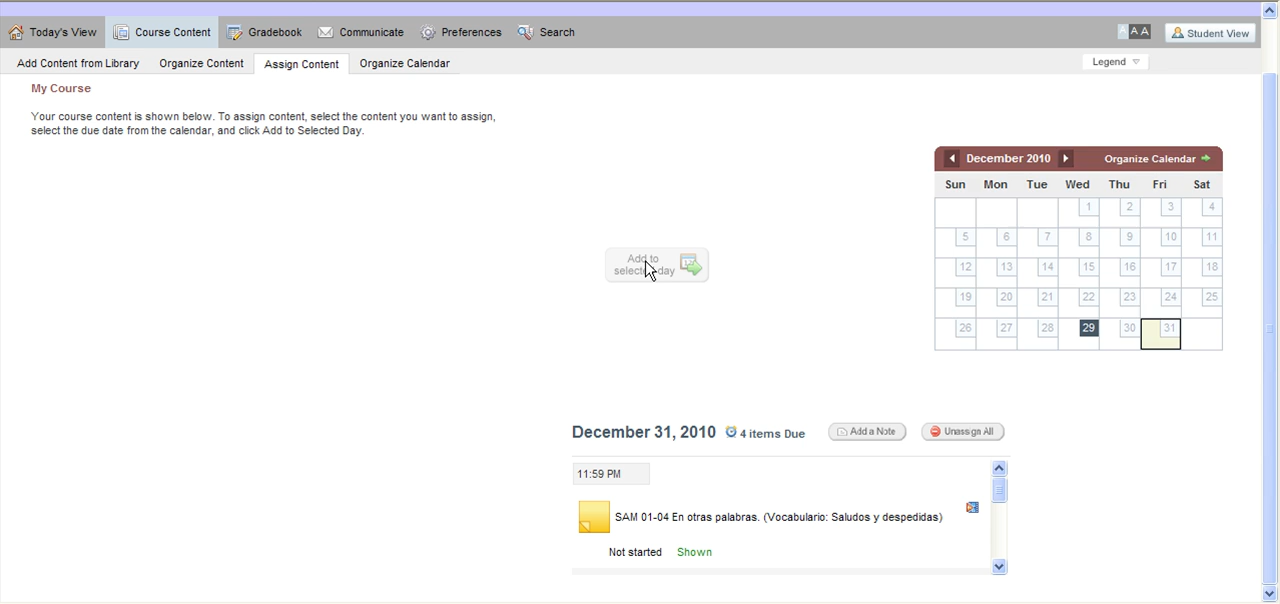 Today's View Course Content Gradebook Communicate Preferences Search A A A Student View
Add Content from Library Organize Content Assign Content Organize Calendar Legend
My Course
Your course content is shown below. To assign content, select the content you want to assign,
select the due date from the calendar, and click Add to Selected Day.
December 2010 Organize Calendar
Sun Mon Tue Wed Thu Fri Sat
1 2 3 4
5 6 7 8 9 10 11
12 13 14 15 16 17 18
19 20 21 22 23 24 25
26 27 28 29 30 31
Add to
selected day
December 31, 2010 4 items Due Add a Note Unassign All
11:59 PM
SAM 01-04 En otras palabras. (Vocabulario: Saludos y despedidas)
Not started Shown